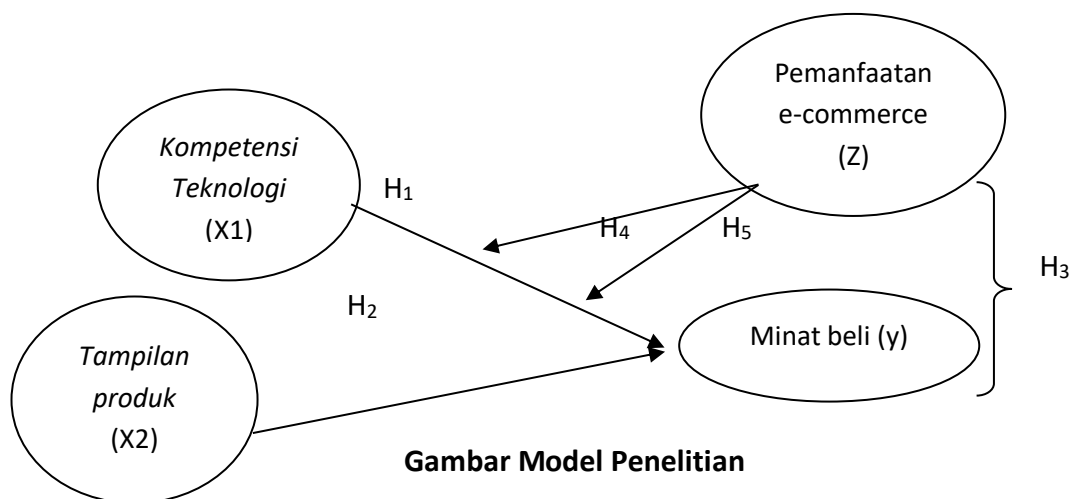 Pemanfaatan
e-commerce
(Z)
Kompetensi
Teknologi
(X1)
H1
H4
H5
H3
H2
Minat beli (y)
Tampilan
produk
(X2)
Gambar Model Penelitian